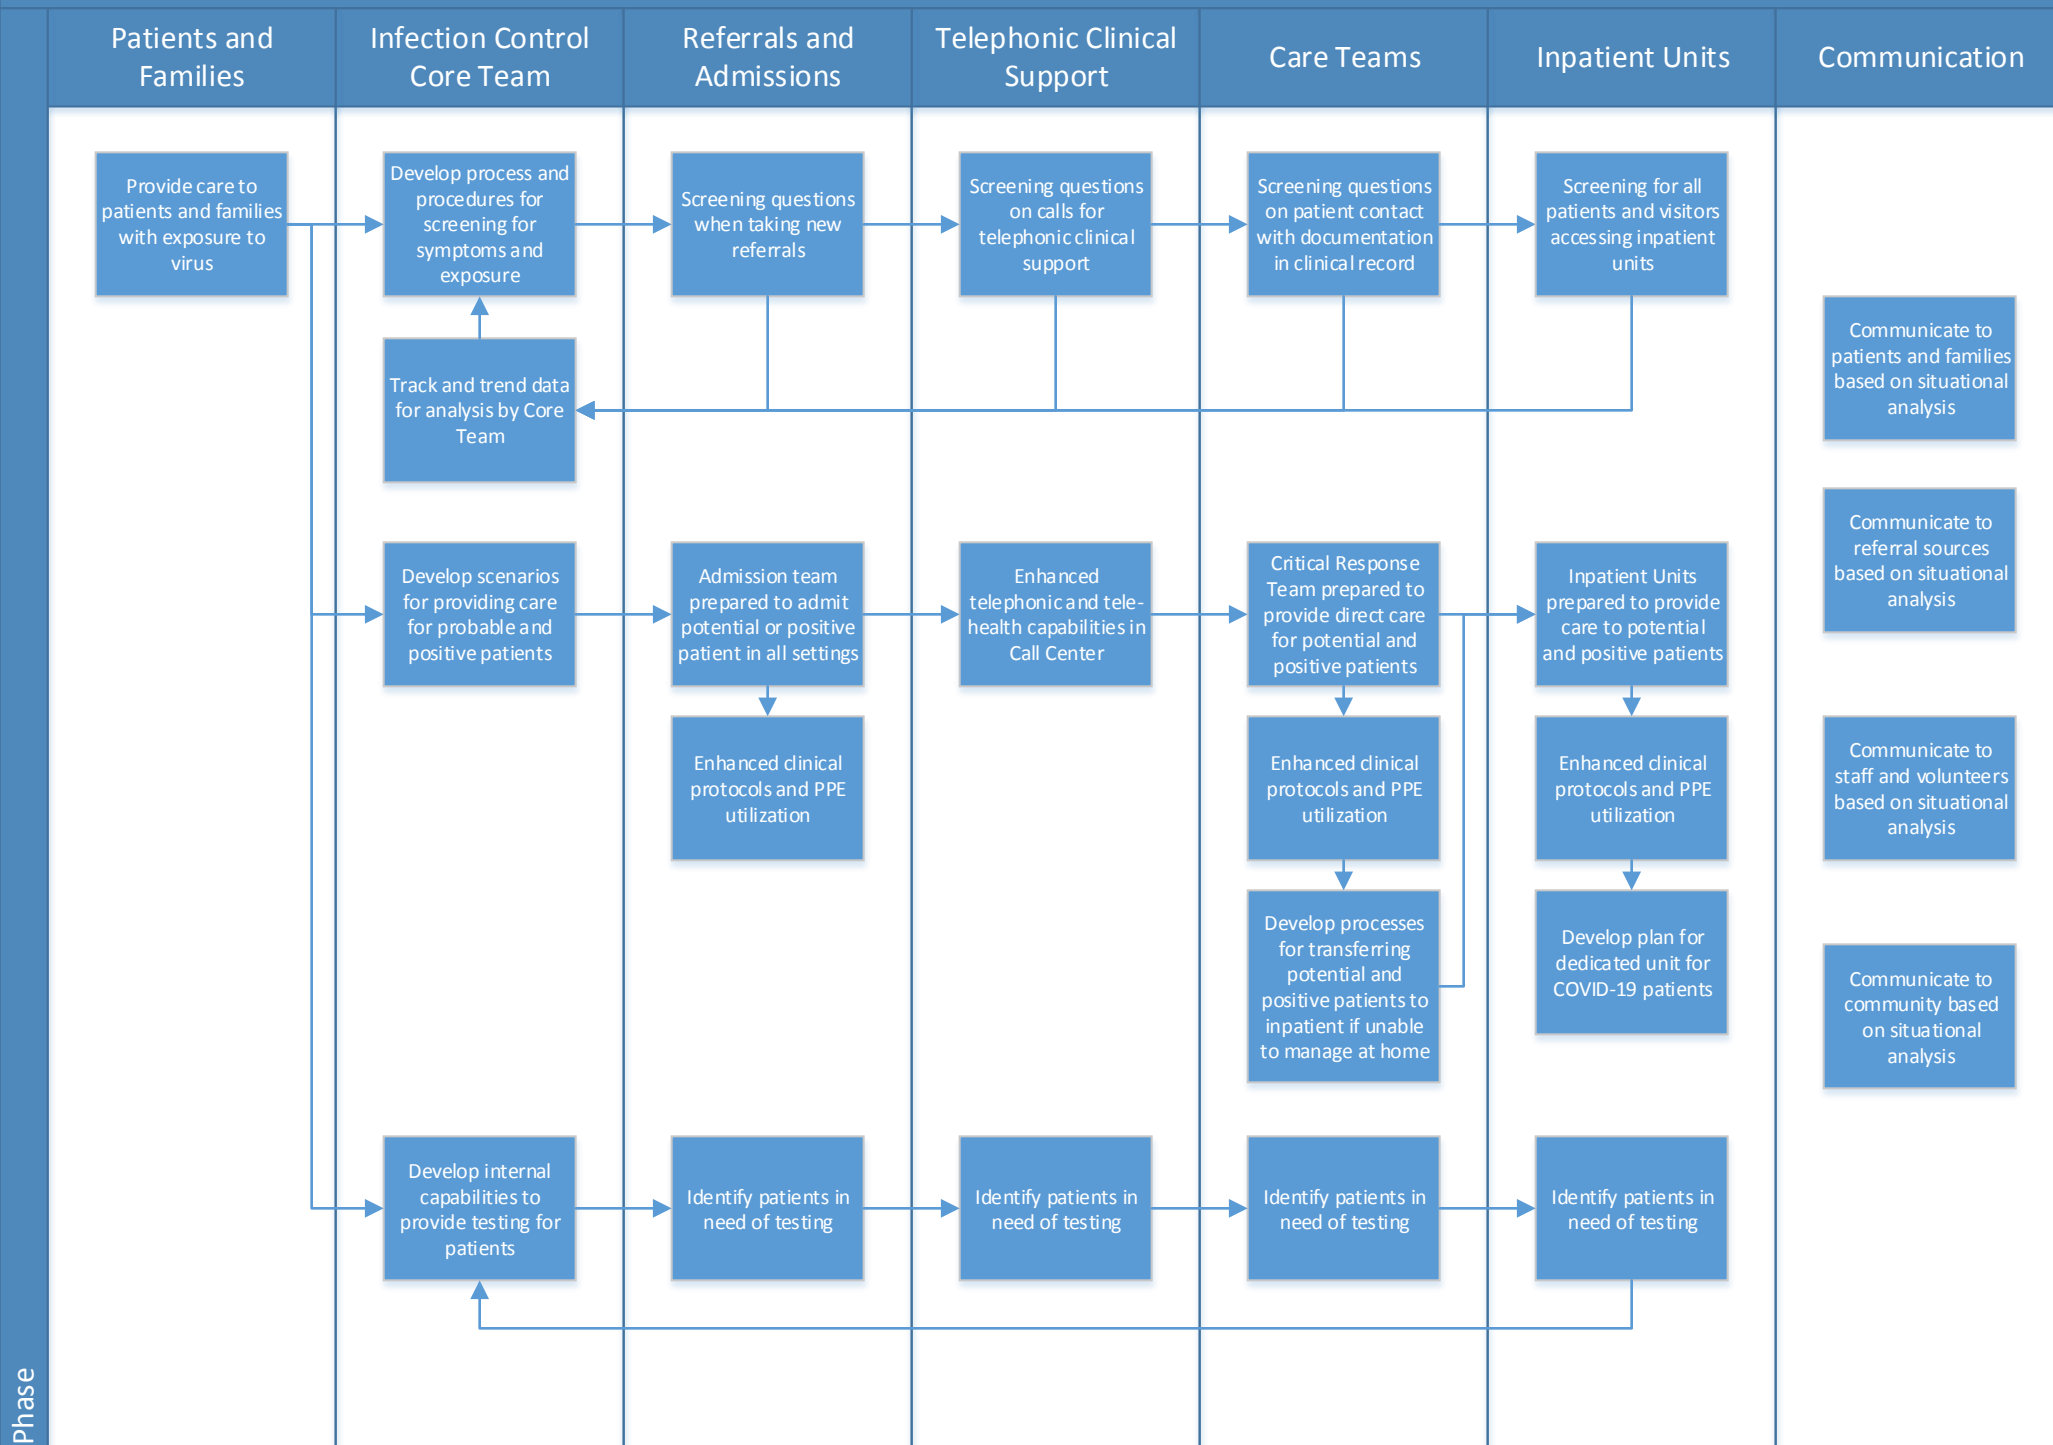 Patients and
Families
Infection Control
Core Team
Referrals and
Admissions
Telephonic Clinical
Support
Care Teams
Inpatient Units
Communication
Provide care to
patients and families
with exposure to
virus
Develop process and
procedures for
screening for
symptoms and
exposure
Screening questions
when taking new
referrals
Screening questions
on calls for
telephonic clinical
support
Screening questions
on patient contact
with documentation
in clinical record
Screening for all
patients and visitors
accessing inpatient
units
Track and trend data
for analysis by Core
Team
Communicate to
patients and families
based on situational
analysis
Communicate to
referral sources
based on situational
analysis
Develop scenarios
for providing care
for probable and
positive patients
Admission team
prepared to admit
potential or positive
patient in all settings
Enhanced
telephonic and tele-
health capabilities in
Call Center
Critical Response
Team prepared to
provide direct care
for potential and
positive patients
Inpatient Units
prepared to provide
care to potential
and positive patients
Enhanced clinical
protocols and PPE
utilization
Enhanced clinical
protocols and PPE
utilization
Enhanced clinical
protocols and PPE
utilization
Communicate to
staff and volunteers
based on situational
analysis
Develop processes
for transferring
potential and
positive patients to
inpatient if unable
to manage at home
Develop plan for
dedicated unit for
COVID-19 patients
Communicate to
community based
on situational
analysis
Develop internal
capabilities to
provide testing for
patients
Identify patients in
need of testing
Identify patients in
need of testing
Identify patients in
need of testing
Identify patients in
need of testing
Phase